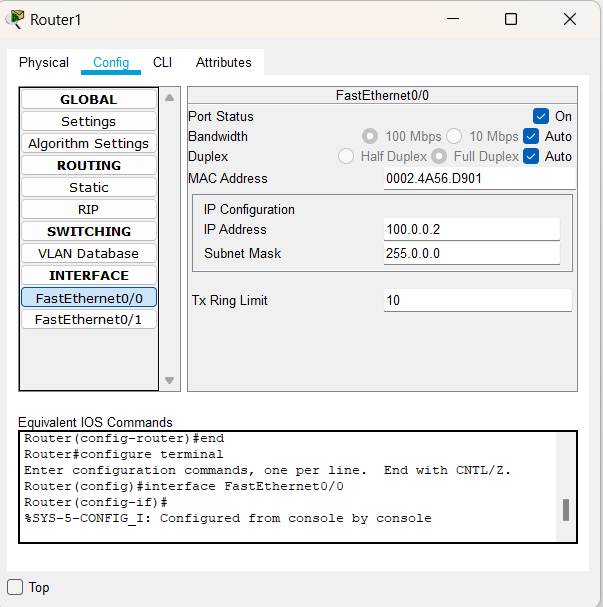 Router1
Physical Config CLI Attributes
GLOBAL
Settings
Algorithm Settings
ROUTING
Static
RIP
SWITCHING
VLAN Database
INTERFACE
FastEthernet0/0
FastEthernet0/1
FastEthernet0/0
Port Status On
Bandwidth 100 Mbps 10 Mbps Auto
Duplex Half Duplex Full Duplex Auto
MAC Address 0002.4A56.D901
IP Configuration
IP Address 100.0.0.2
Subnet Mask 255.0.0.0
Tx Ring Limit 10
Equivalent IOS Commands
Router(config-router)#end
Router#configure terminal
Enter configuration commands, one per line.  End with CNTL/Z.
Router(config)#interface FastEthernet0/0
Router(config-if)#
%SYS-5-CONFIG_I: Configured from console by console
Top